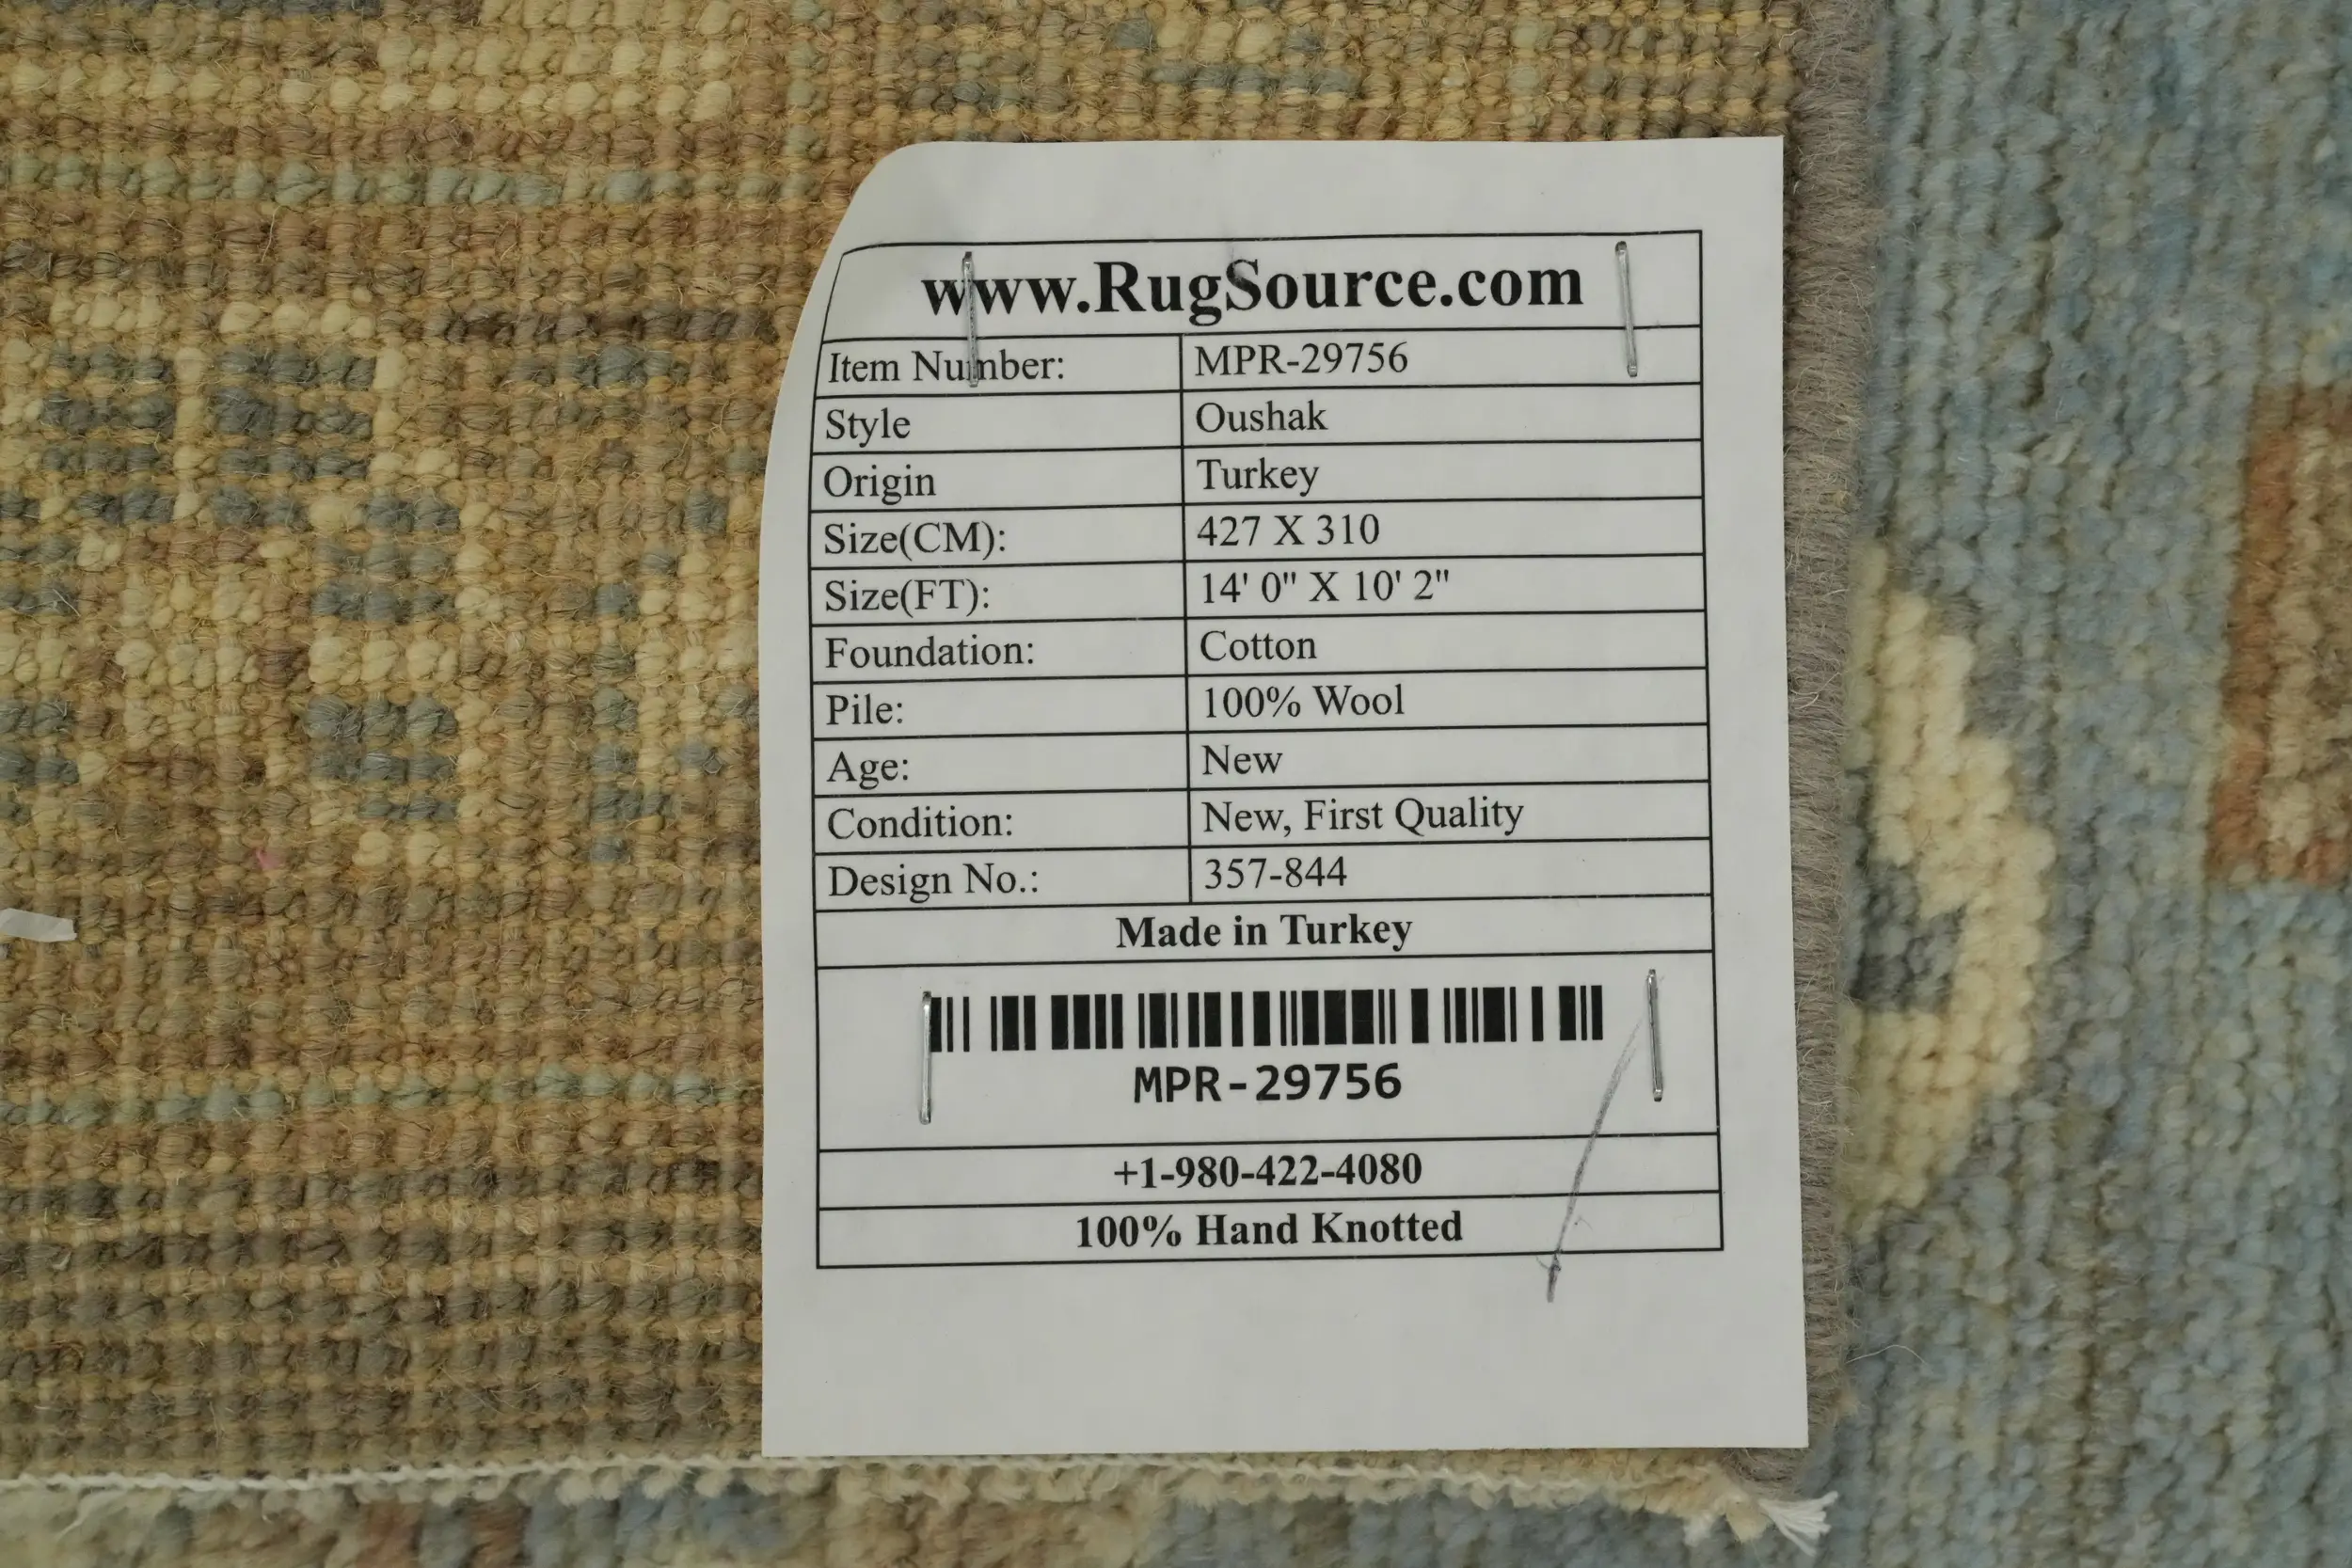 www.RugSource.com
Item Number: MPR-29756
Style Oushak
Origin Turkey
Size(CM): 427 X 310
Size(FT): 14' 0" X 10' 2"
Foundation: Cotton
Pile: 100% Wool
Age: New
Condition: New, First Quality
Design No.: 357-844
Made in Turkey
MPR-29756
+1-980-422-4080
100% Hand Knotted